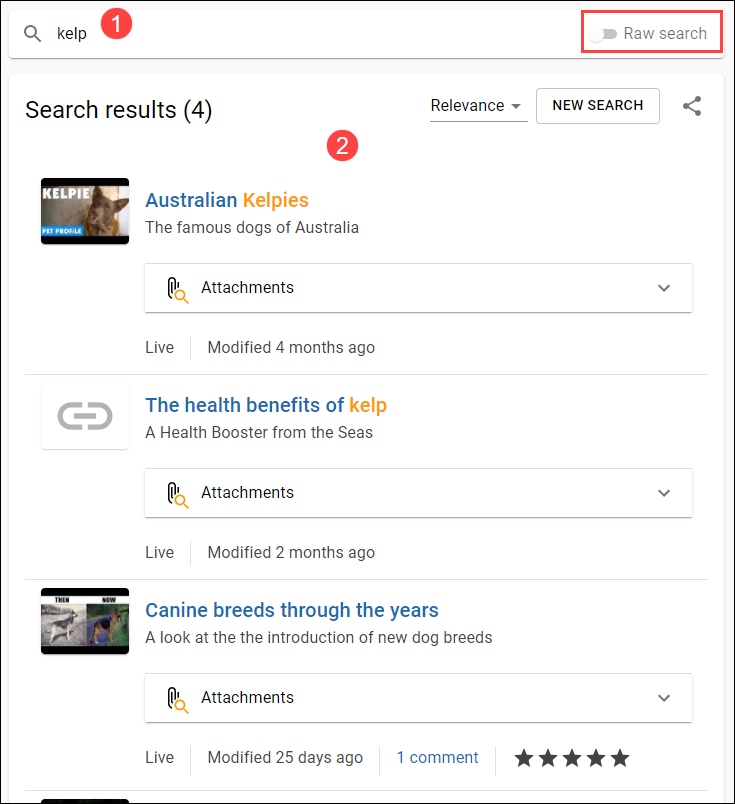 kelp
1
Raw search
Search results (4)
Relevance
NEW SEARCH
2
KELPIE
PET PROFILE
Australian Kelpies
The famous dogs of Australia
Attachments
Live
Modified 4 months ago
The health benefits of kelp
A Health Booster from the Seas
Attachments
Live
Modified 2 months ago
THEN
NOW
Canine breeds through the years
A look at the the introduction of new dog breeds
Attachments
Live
Modified 25 days ago
1 comment